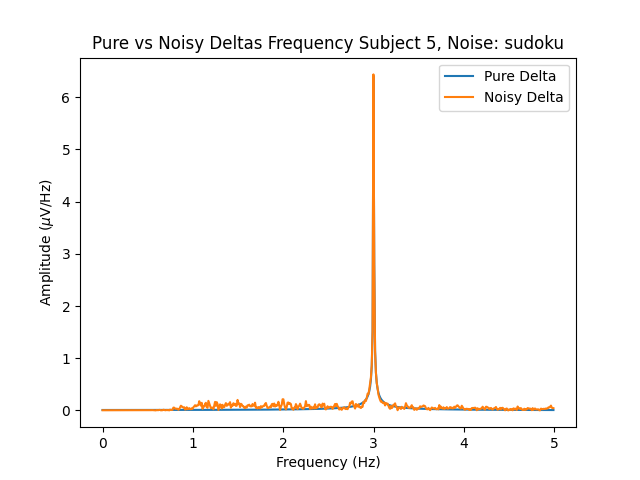 Pure vs Noisy Deltas Frequency Subject 5, Noise: sudoku
Pure Delta
Noisy Delta
Amplitude (μV/Hz)
6
5
4
3
2
1
0
0 1 2 3 4 5
Frequency (Hz)